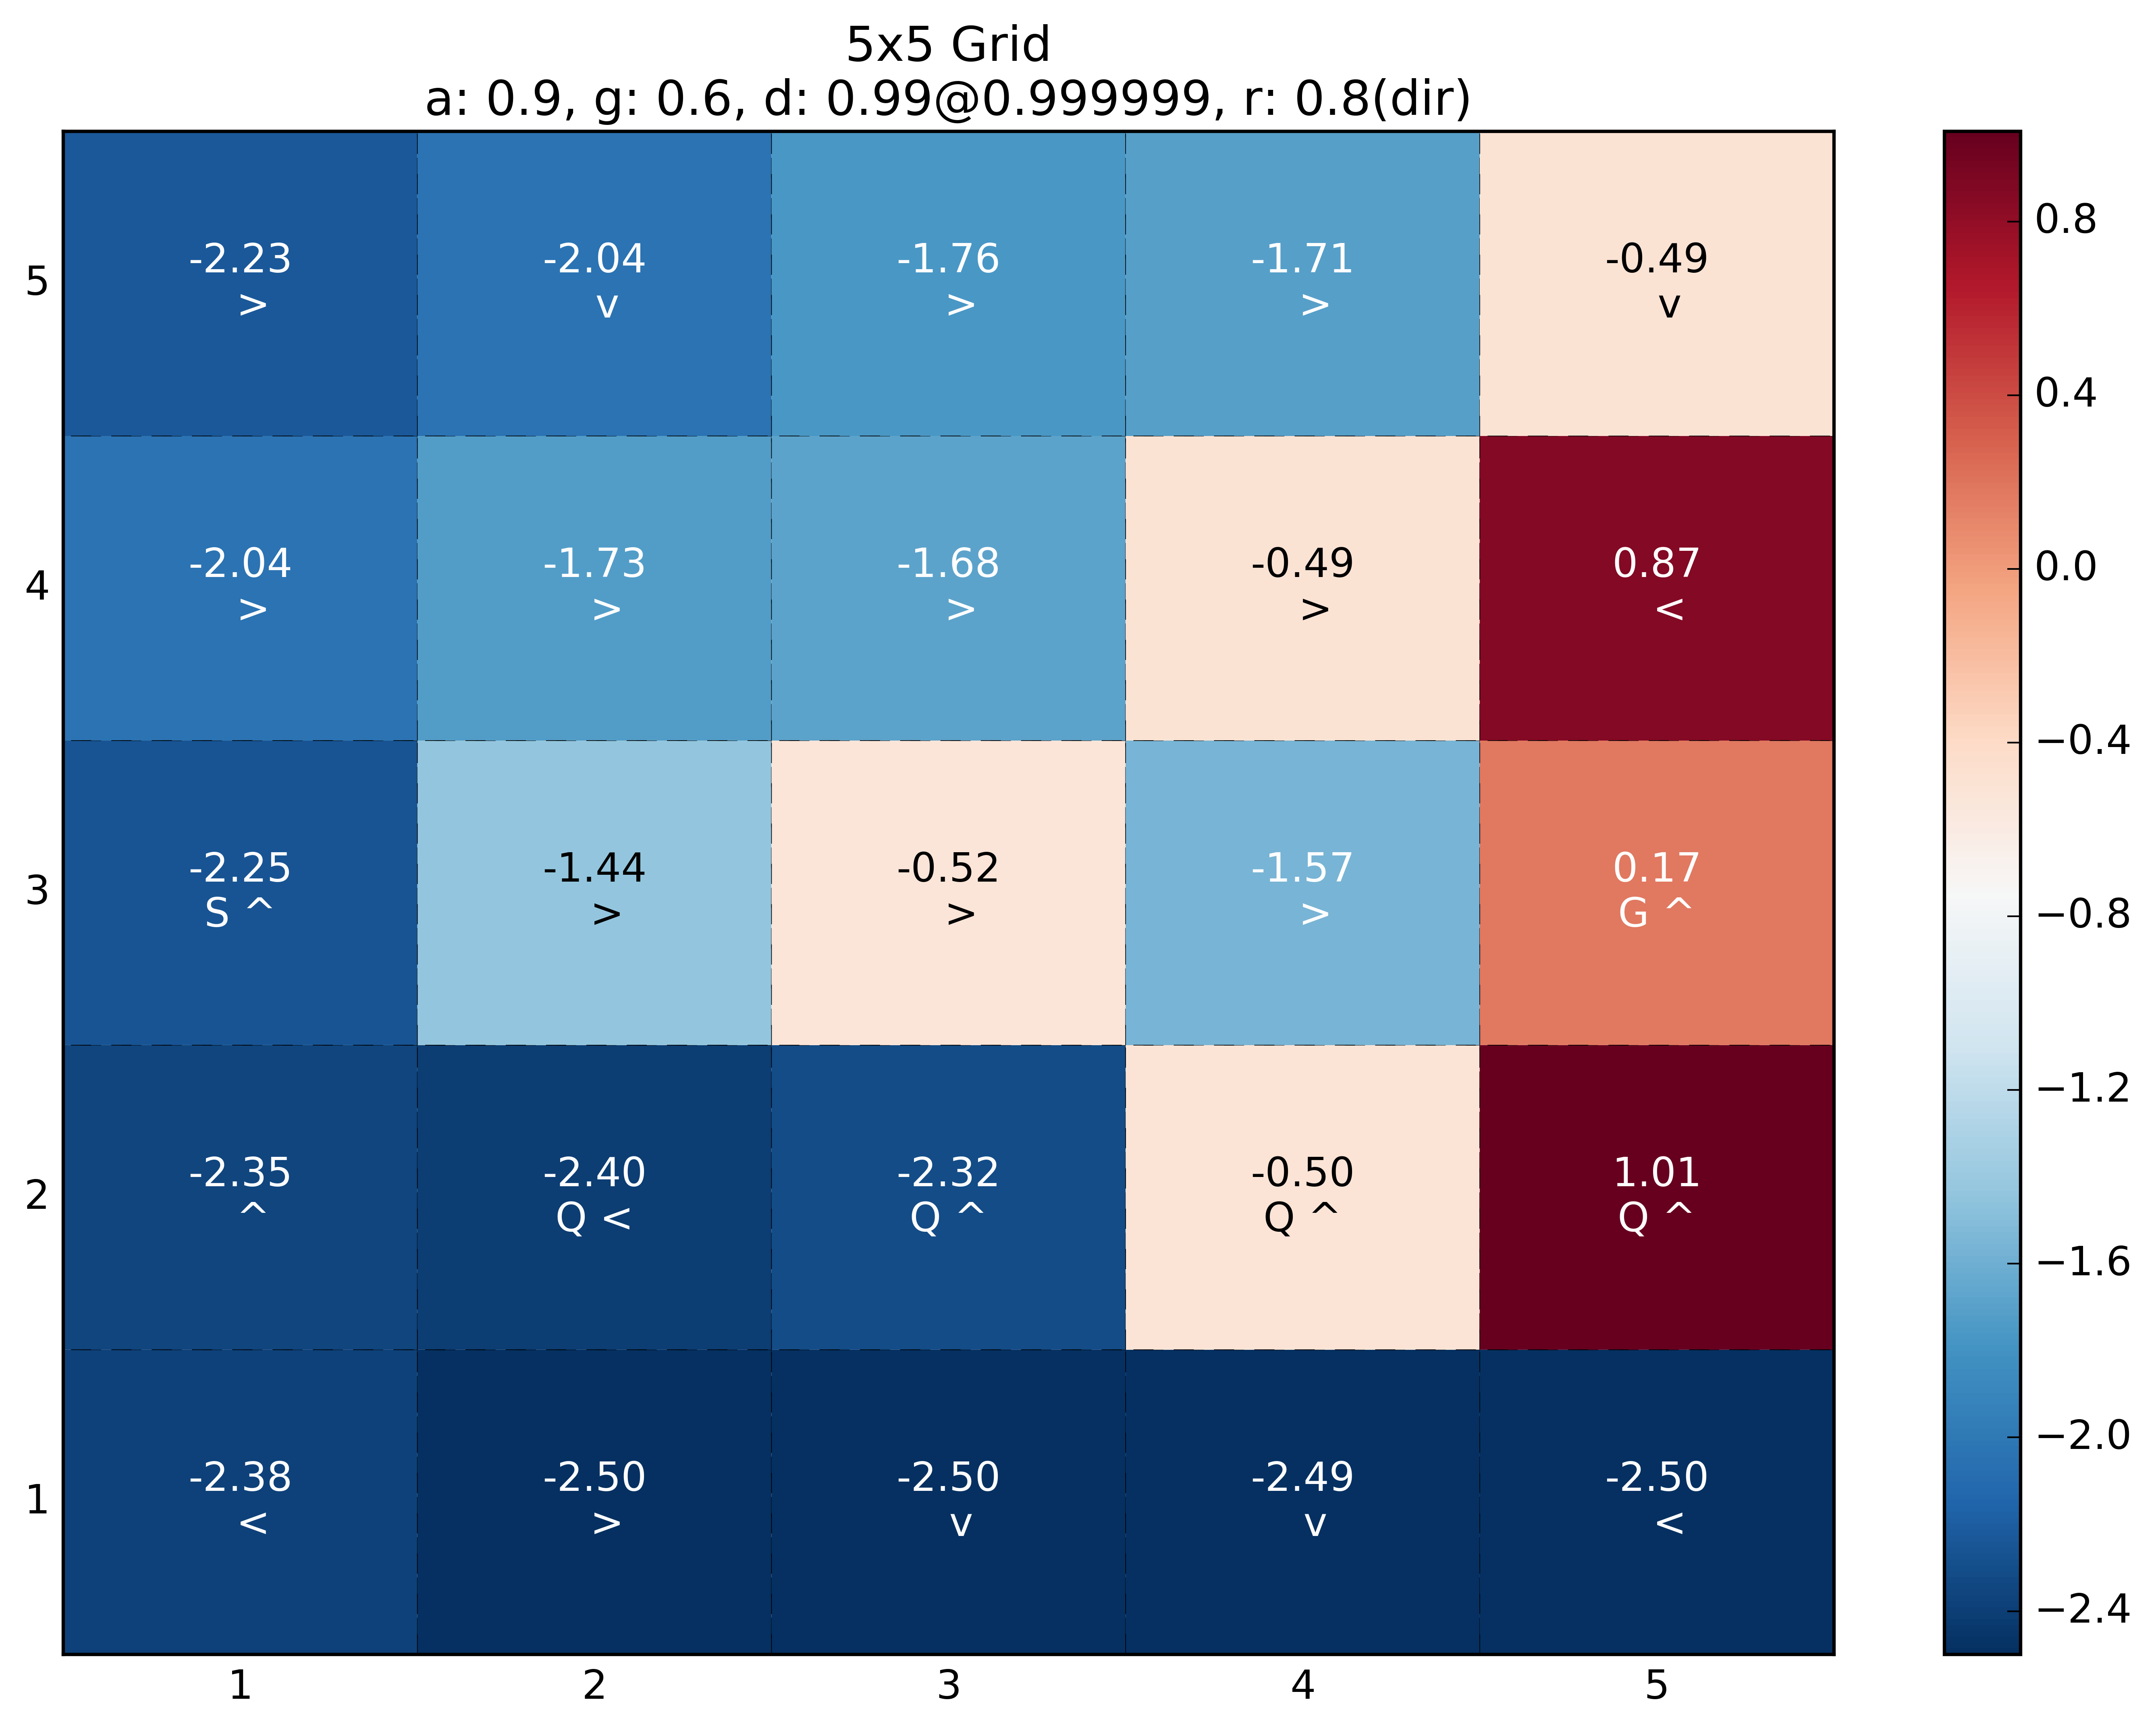 5x5 Grid
a: 0.9, g: 0.6, d: 0.99@0.999999, r: 0.8(dir)
5 -2.23 -2.04 -1.76 -1.71 -0.49
> v > > v
4 -2.04 -1.73 -1.68 -0.49 0.87
> > > > <
3 -2.25 -1.44 -0.52 -1.57 0.17
S ^ > > > G ^
2 -2.35 -2.40 -2.32 -0.50 1.01
^ Q < Q ^ Q ^ Q ^
1 -2.38 -2.50 -2.50 -2.49 -2.50
< > v v <
1 2 3 4 5
0.8
0.4
0.0
−0.4
−0.8
−1.2
−1.6
−2.0
−2.4